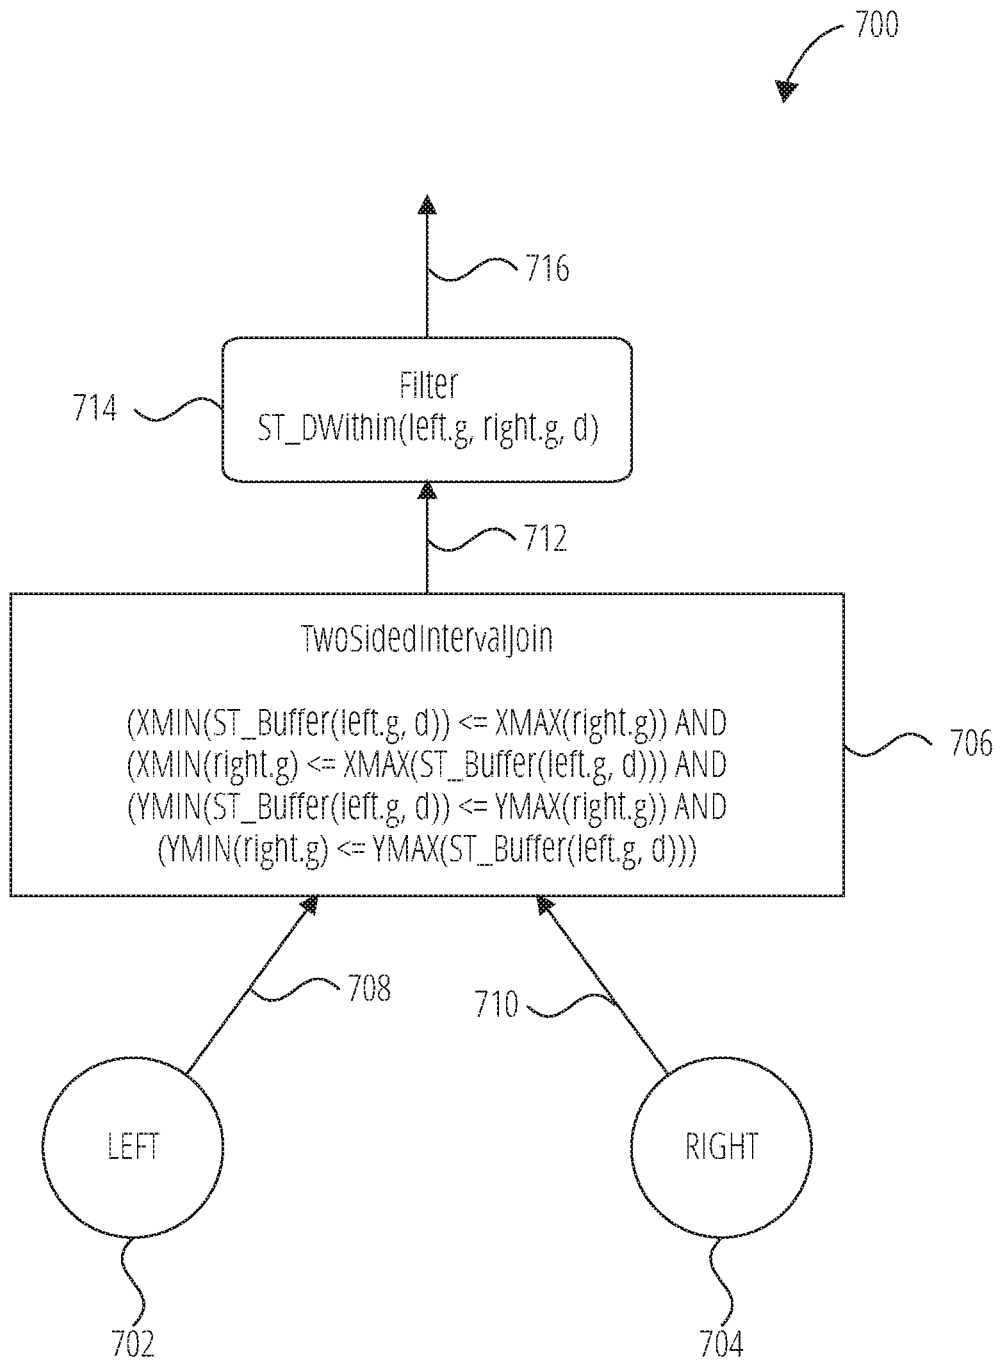 700
716
714
Filter
ST_DWithin(left.g, right.g, d)
712
TwoSidedIntervalJoin
(XMIN(ST_Buffer(left.g, d)) <= XMAX(right.g)) AND
(XMIN(right.g) <= XMAX(ST_Buffer(left.g, d))) AND
(YMIN(ST_Buffer(left.g, d)) <= YMAX(right.g)) AND
(YMIN(right.g) <= YMAX(ST_Buffer(left.g, d)))
706
708
710
LEFT
RIGHT
702
704